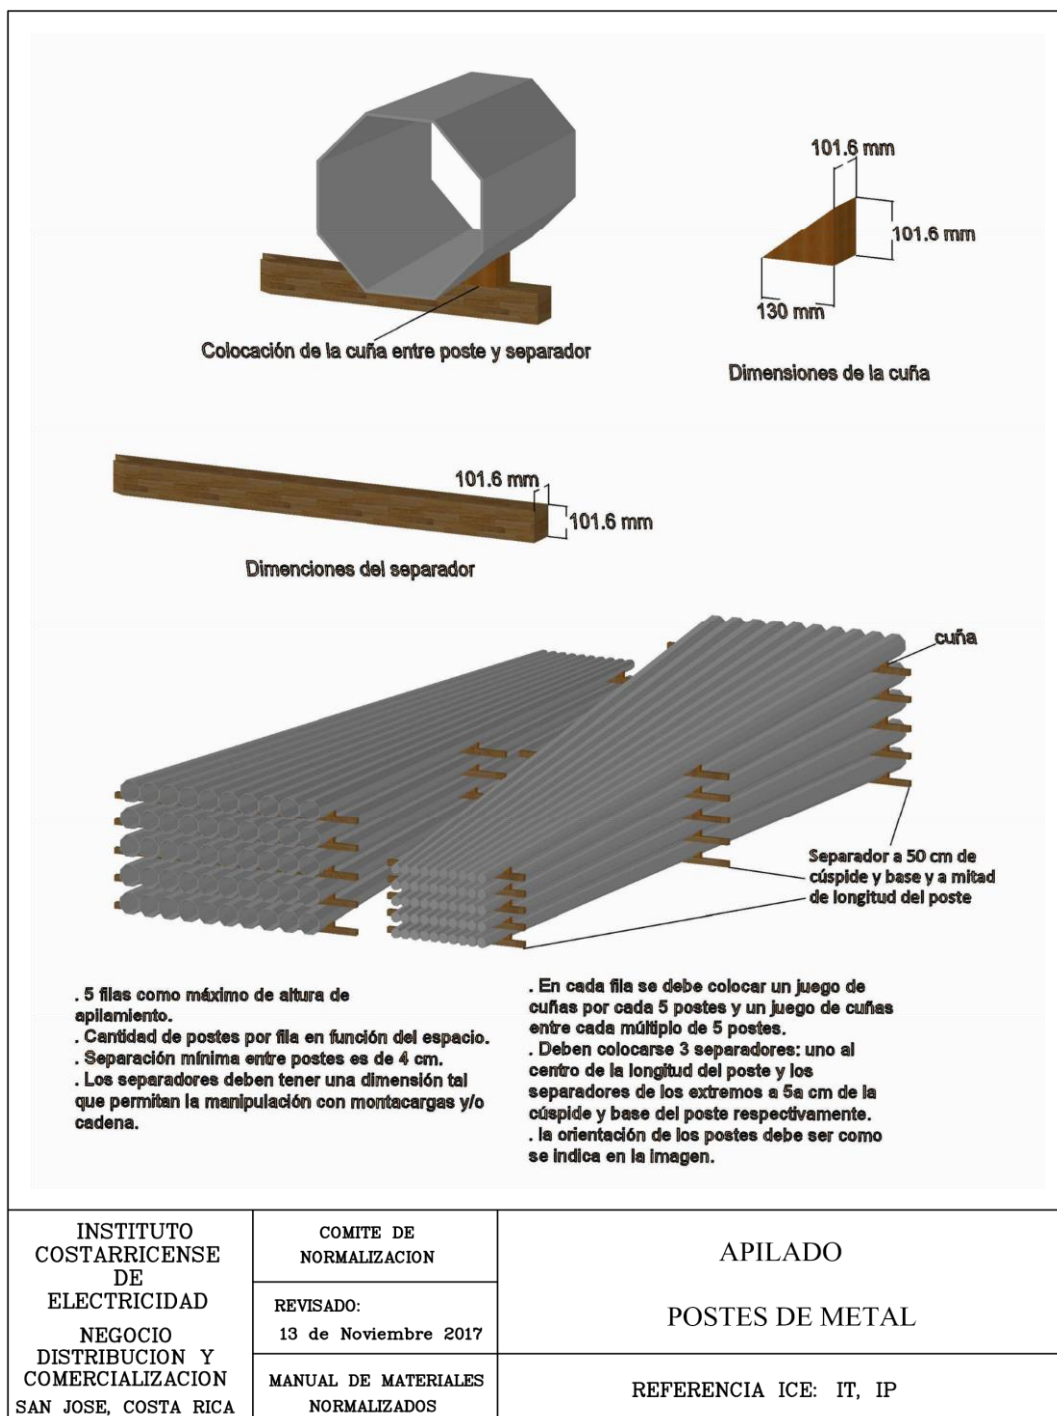 101.6 mm
101.6 mm
130 mm
Colocación de la cuña entre poste y separador
Dimensiones de la cuña
101.6 mm
101.6 mm
Dimenciones del separador
cuña
Separador a 50 cm de
cúspide y base y a mitad
de longitud del poste
. 5 filas como máximo de altura de
apilamiento.
. Cantidad de postes por fila en función del espacio.
. Separación mínima entre postes es de 4 cm.
. Los separadores deben tener una dimensión tal
que permitan la manipulación con montacargas y/o
cadena.
. En cada fila se debe colocar un juego de
cuñas por cada 5 postes y un juego de cuñas
entre cada múltiplo de 5 postes.
. Deben colocarse 3 separadores: uno al
centro de la longitud del poste y los
separadores de los extremos a 5a cm de la
cúspide y base del poste respectivamente.
. la orientación de los postes debe ser como
se indica en la imagen.
INSTITUTO
COSTARRICENSE
DE
ELECTRICIDAD
NEGOCIO
DISTRIBUCION Y
COMERCIALIZACION
SAN JOSE, COSTA RICA
COMITE DE
NORMALIZACION
REVISADO:
13 de Noviembre 2017
MANUAL DE MATERIALES
NORMALIZADOS
APILADO
POSTES DE METAL
REFERENCIA ICE: IT, IP